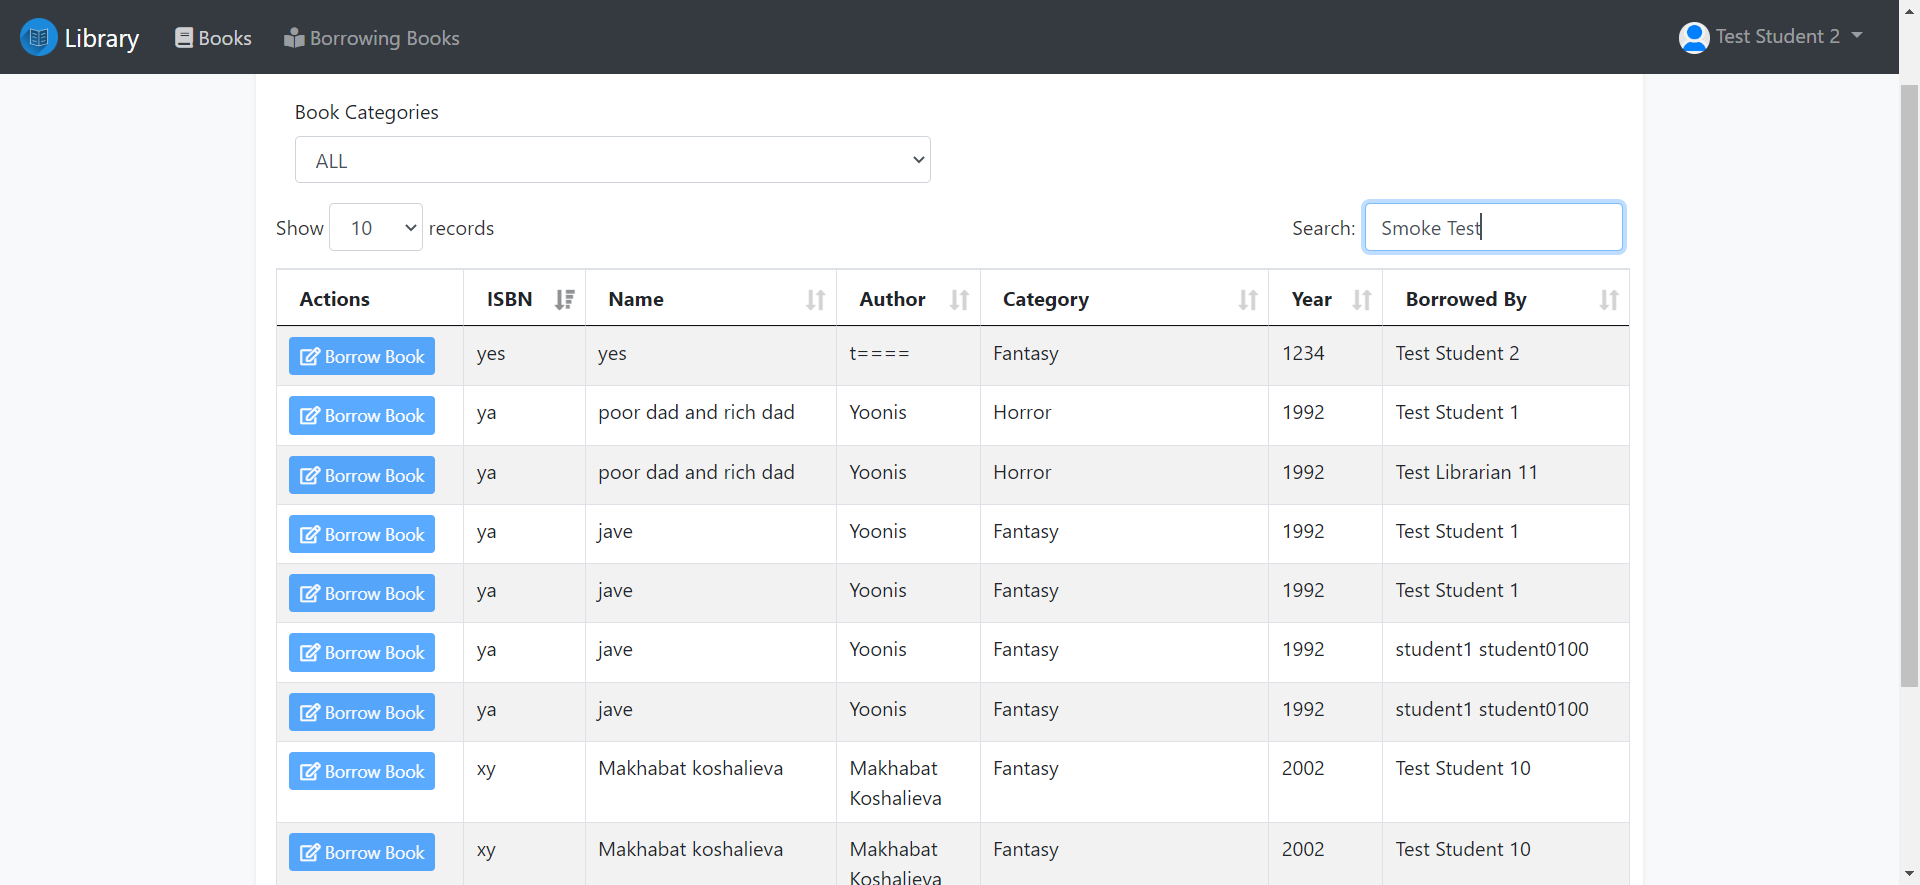 Library Books Borrowing Books Test Student 2
Book Categories
ALL
Show 10 records Search: Smoke Test
Actions ISBN Name Author Category Year Borrowed By
Borrow Book yes yes t==== Fantasy 1234 Test Student 2
Borrow Book ya poor dad and rich dad Yoonis Horror 1992 Test Student 1
Borrow Book ya poor dad and rich dad Yoonis Horror 1992 Test Librarian 11
Borrow Book ya jave Yoonis Fantasy 1992 Test Student 1
Borrow Book ya jave Yoonis Fantasy 1992 Test Student 1
Borrow Book ya jave Yoonis Fantasy 1992 student1 student0100
Borrow Book ya jave Yoonis Fantasy 1992 student1 student0100
Borrow Book xy Makhabat koshalieva Makhabat Fantasy 2002 Test Student 10
Koshalieva
Borrow Book xy Makhabat koshalieva Makhabat Fantasy 2002 Test Student 10
Koshalieva